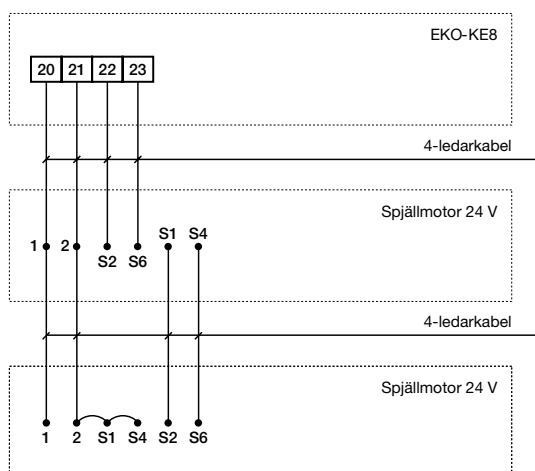 EKO-KE8
20 21 22 23
4-ledarkabel
Spjällmotor 24 V
S1 S4
1 2
S2 S6
4-ledarkabel
Spjällmotor 24 V
1 2 S1 S4 S2 S6